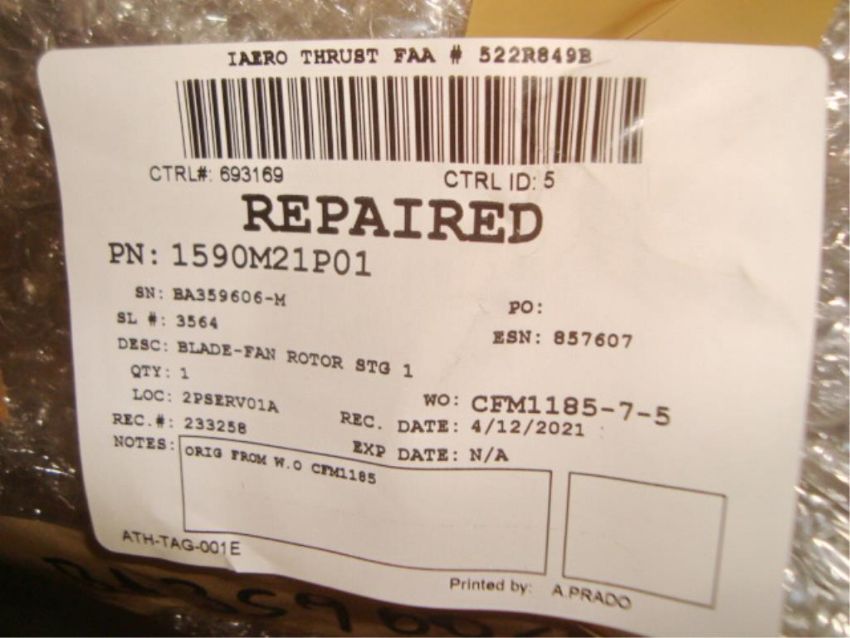 IAERO THRUST FAA # 522R849B
CTRL#: 693169 CTRL ID: 5
REPAIRED
PN: 1590M21P01
SN: BA359606-M PO:
SL #: 3564 ESN: 857607
DESC: BLADE-FAN ROTOR STG 1
QTY: 1
LOC: 2PSERV01A WO: CFM1185-7-5
REC.#: 233258 REC. DATE: 4/12/2021
NOTES: ORIG FROM W.O CFM1185 EXP DATE: N/A
ATH-TAG-001E
Printed by: A.PRADO